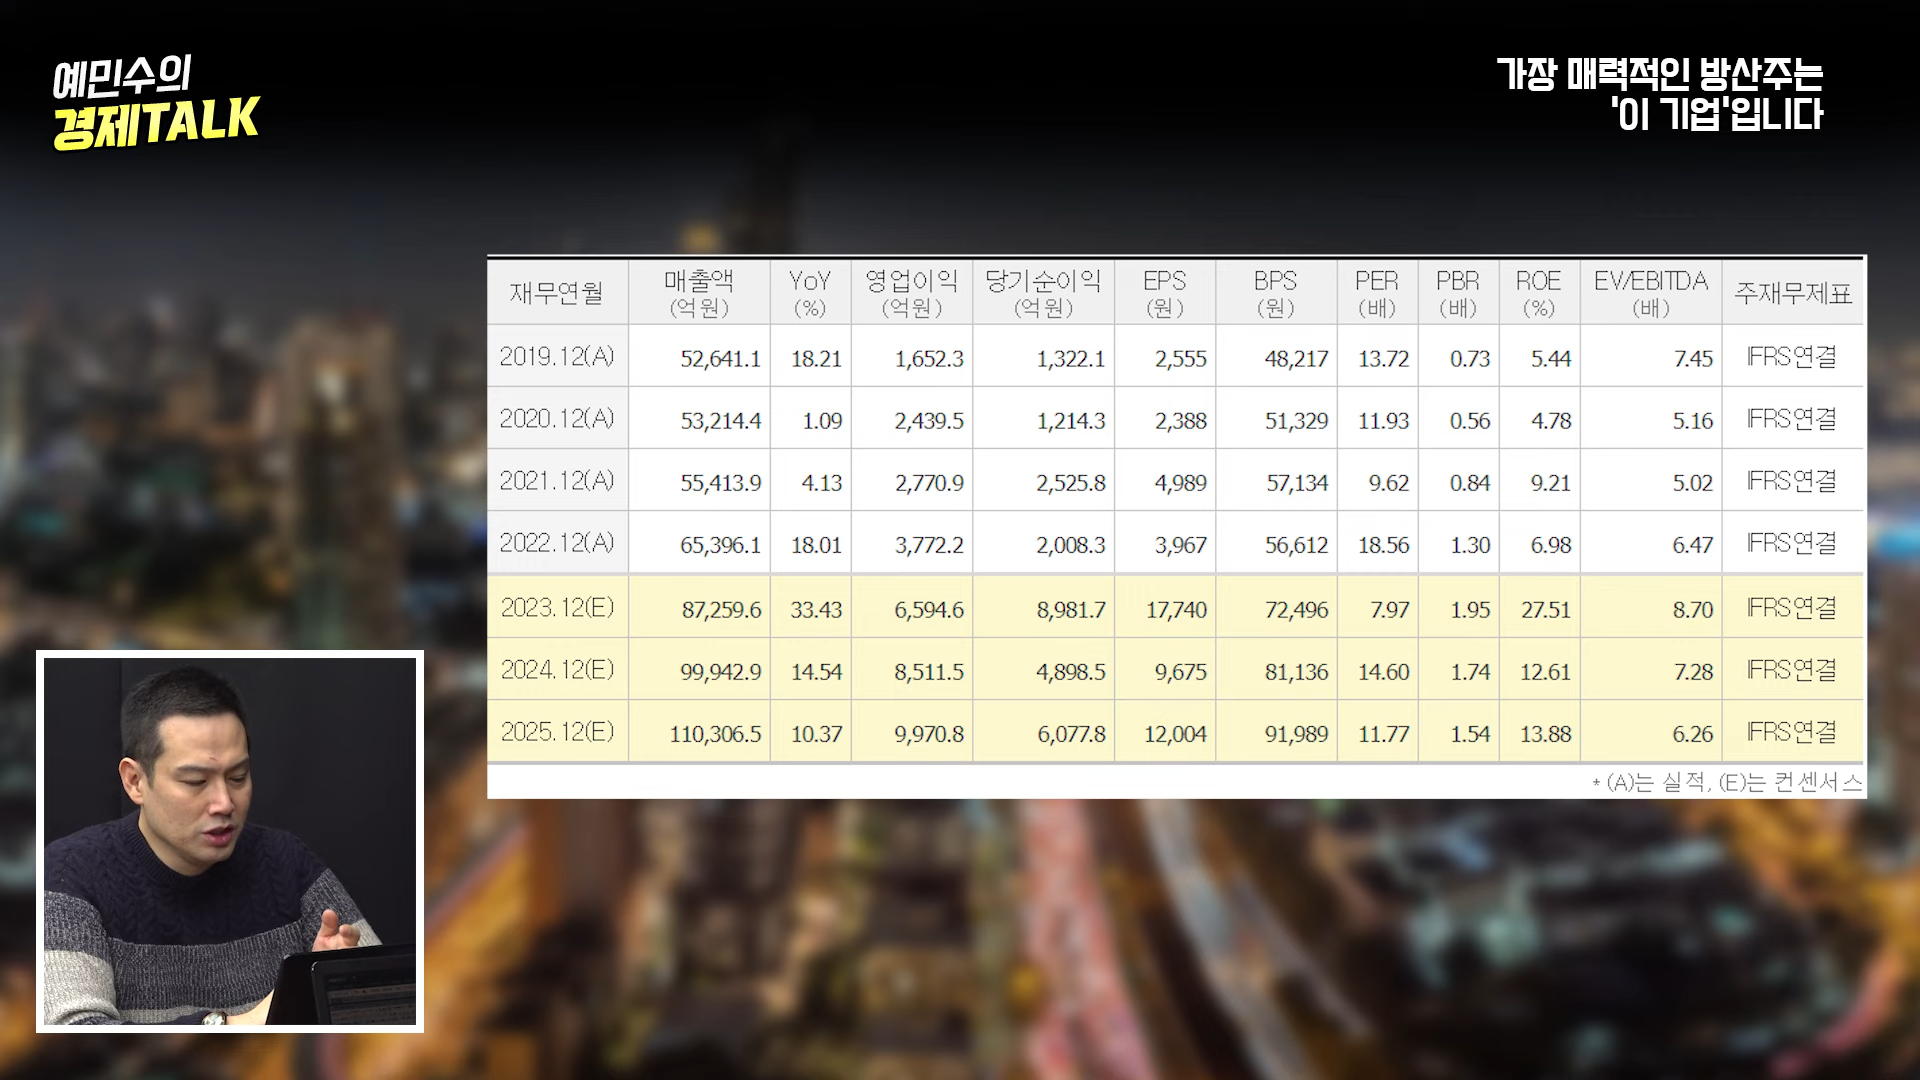 예민수의
경제TALK
가장 매력적인 방산주는
'이 기업'입니다
재무연월 매출액 (억원) YoY (%) 영업이익 (억원) 당기순이익 (억원) EPS (원) BPS (원) PER (배) PBR (배) ROE (%) EV/EBITDA (배) 주재무제표
2019.12(A) 52,641.1 18.21 1,652.3 1,322.1 2,555 48,217 13.72 0.73 5.44 7.45 IFRS연결
2020.12(A) 53,214.4 1.09 2,439.5 1,214.3 2,388 51,329 11.93 0.56 4.78 5.16 IFRS연결
2021.12(A) 55,413.9 4.13 2,770.9 2,525.8 4,989 57,134 9.62 0.84 9.21 5.02 IFRS연결
2022.12(A) 65,396.1 18.01 3,772.2 2,008.3 3,967 56,612 18.56 1.30 6.98 6.47 IFRS연결
2023.12(E) 87,259.6 33.43 6,594.6 8,981.7 17,740 72,496 7.97 1.95 27.51 8.70 IFRS연결
2024.12(E) 99,942.9 14.54 8,511.5 4,898.5 9,675 81,136 14.60 1.74 12.61 7.28 IFRS연결
2025.12(E) 110,306.5 10.37 9,970.8 6,077.8 12,004 91,989 11.77 1.54 13.88 6.26 IFRS연결
* (A)는 실적, (E)는 컨센서스